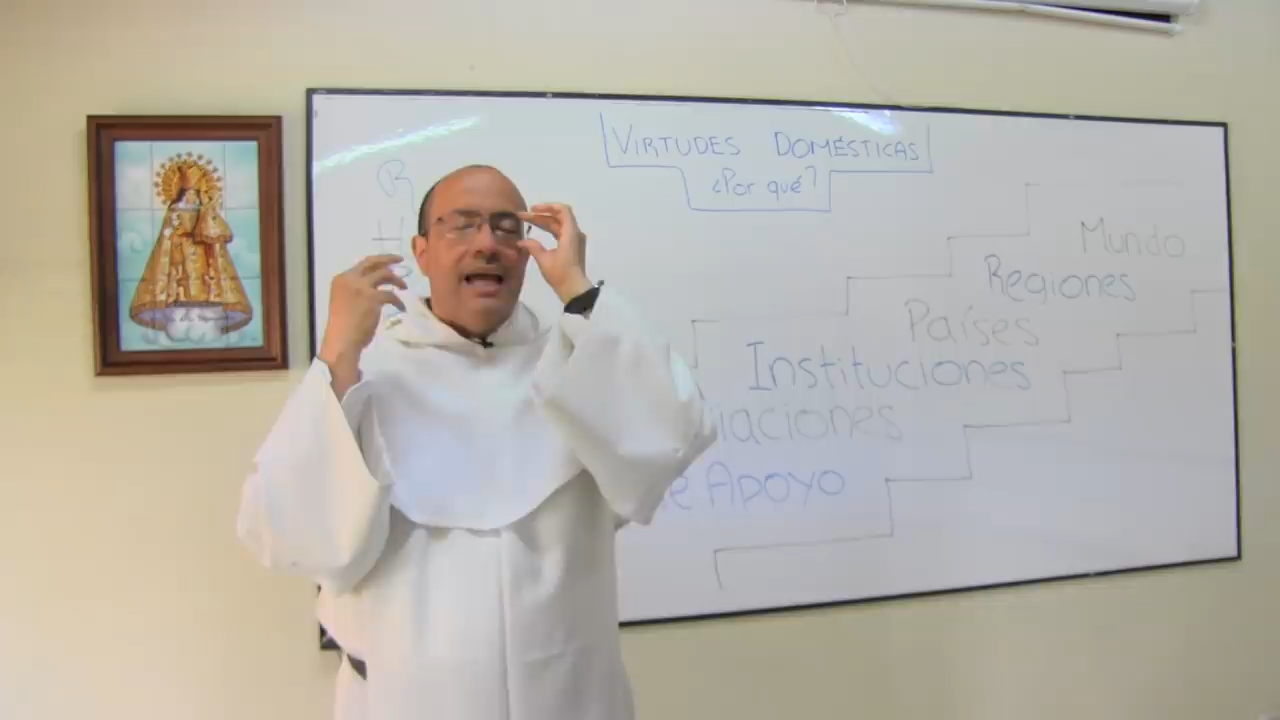 VIRTUDES DOMÉSTICAS
¿Por qué?
R
H
Mundo
Regiones
Países
Instituciones
iaciones
e APOYO